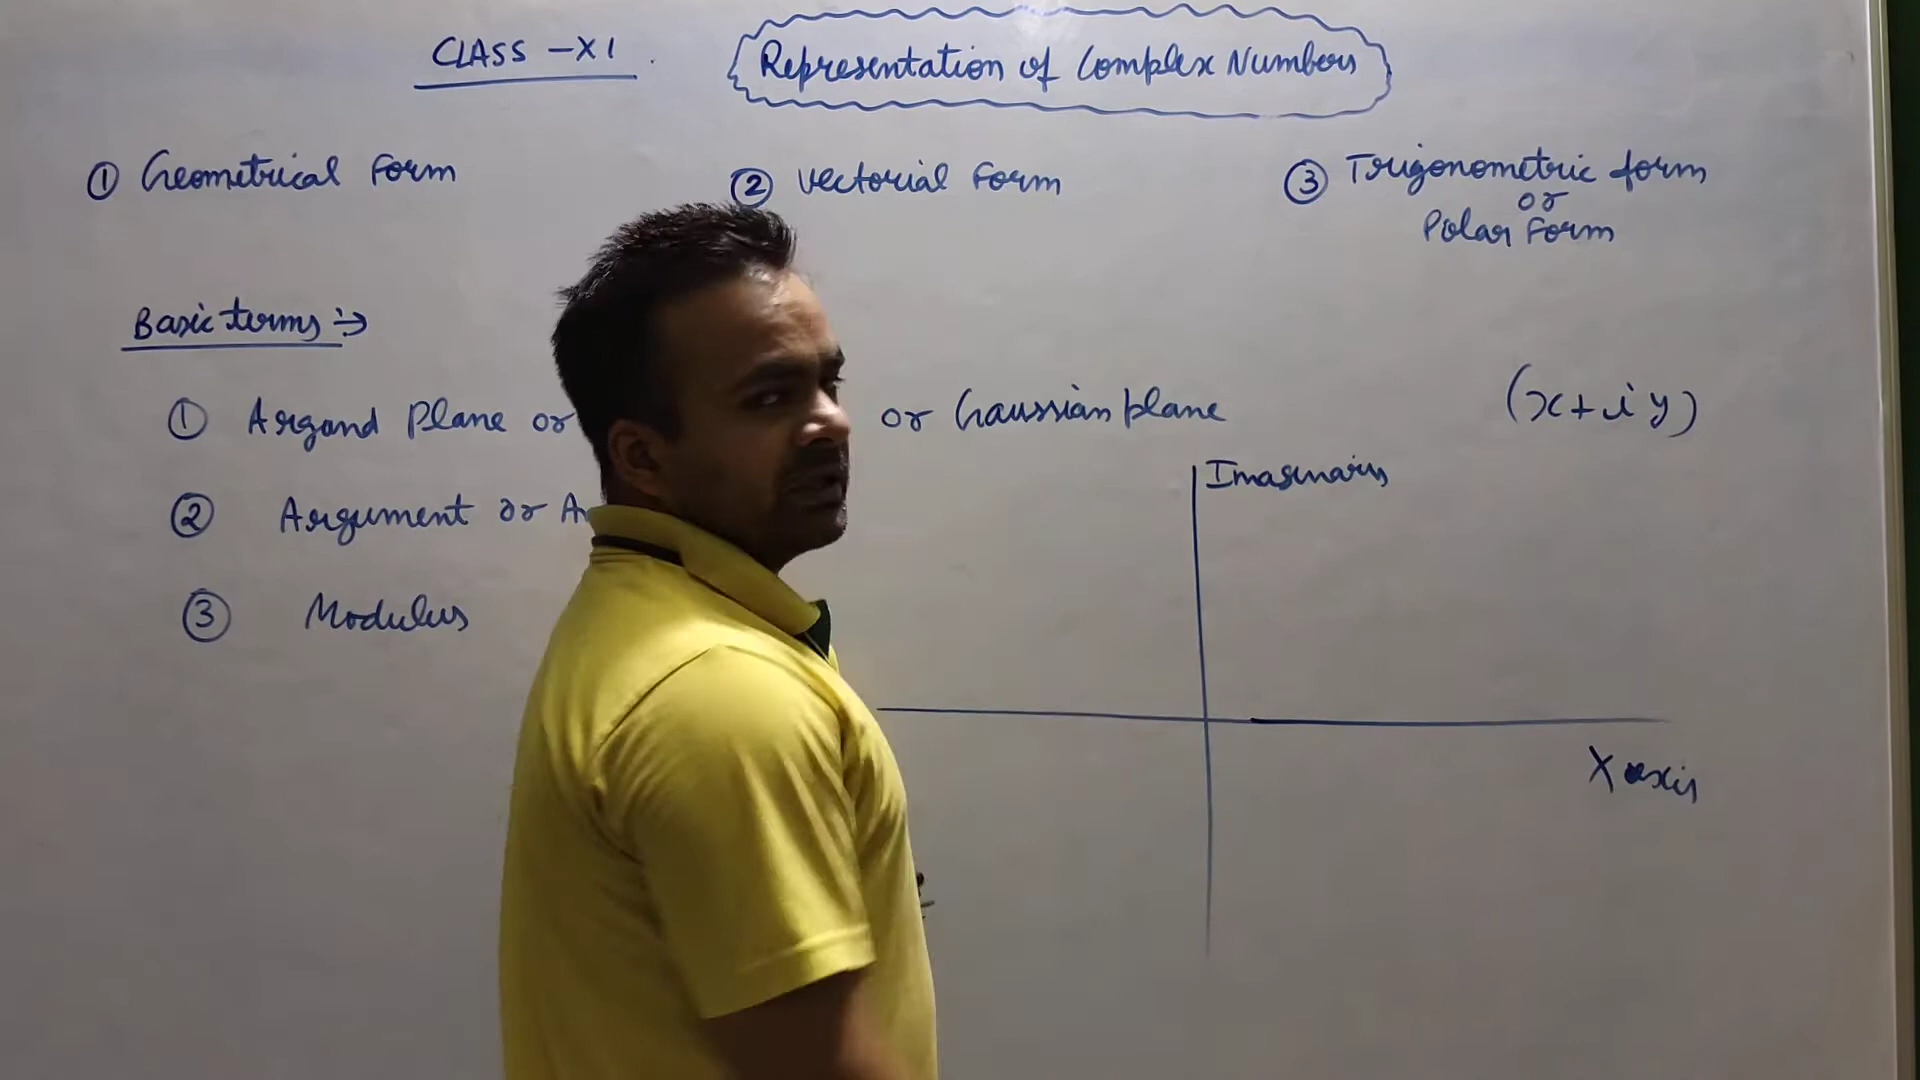 CLASS - XI
Representation of Complex Numbers
① Geometrical Form
② Vectorial Form
③ Trigonometric form
or
Polar Form
Basic terms :→
① Argand Plane or
or Gaussian plane
(x + i y)
Imaginary
② Argument or
③ Modulus
X axis